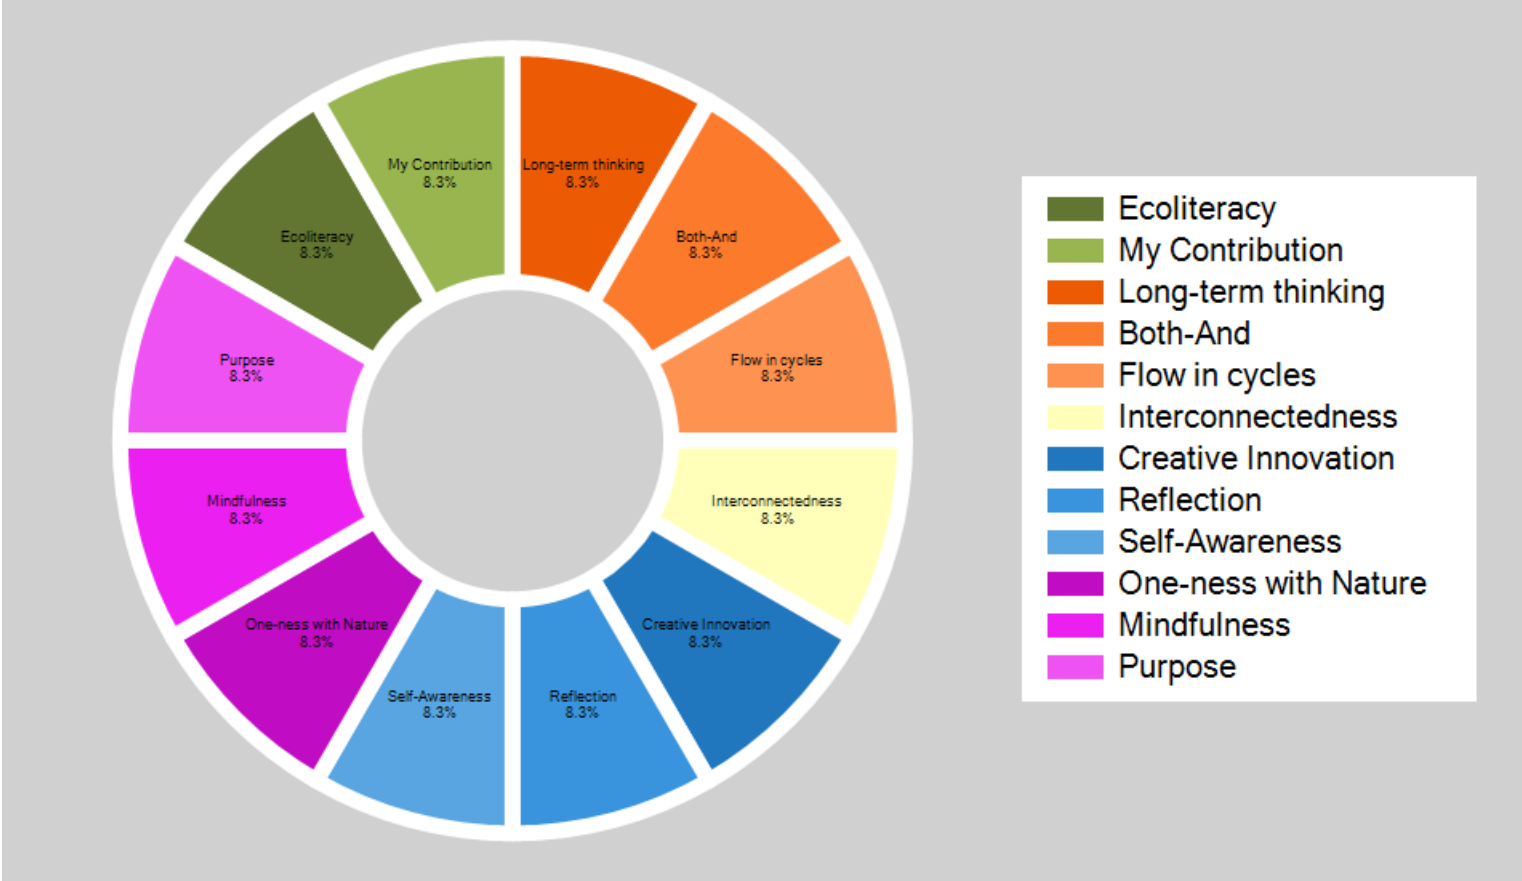 My Contribution
8.3%
Long-term thinking
8.3%
Ecoliteracy
8.3%
Both-And
8.3%
Purpose
8.3%
Flow in cycles
8.3%
Mindfulness
8.3%
Interconnectedness
8.3%
One-ness with Nature
8.3%
Creative Innovation
8.3%
Self-Awareness
8.3%
Reflection
8.3%
Ecoliteracy
My Contribution
Long-term thinking
Both-And
Flow in cycles
Interconnectedness
Creative Innovation
Reflection
Self-Awareness
One-ness with Nature
Mindfulness
Purpose